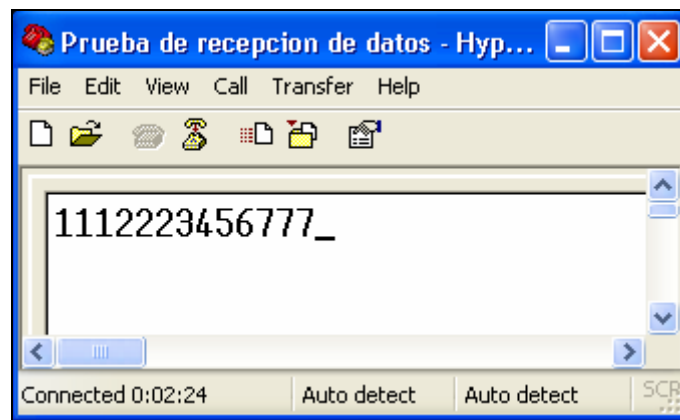 Prueba de recepcion de datos - Hyp...
File Edit View Call Transfer Help
1112223456777_
Connected 0:02:24 Auto detect Auto detect SCR